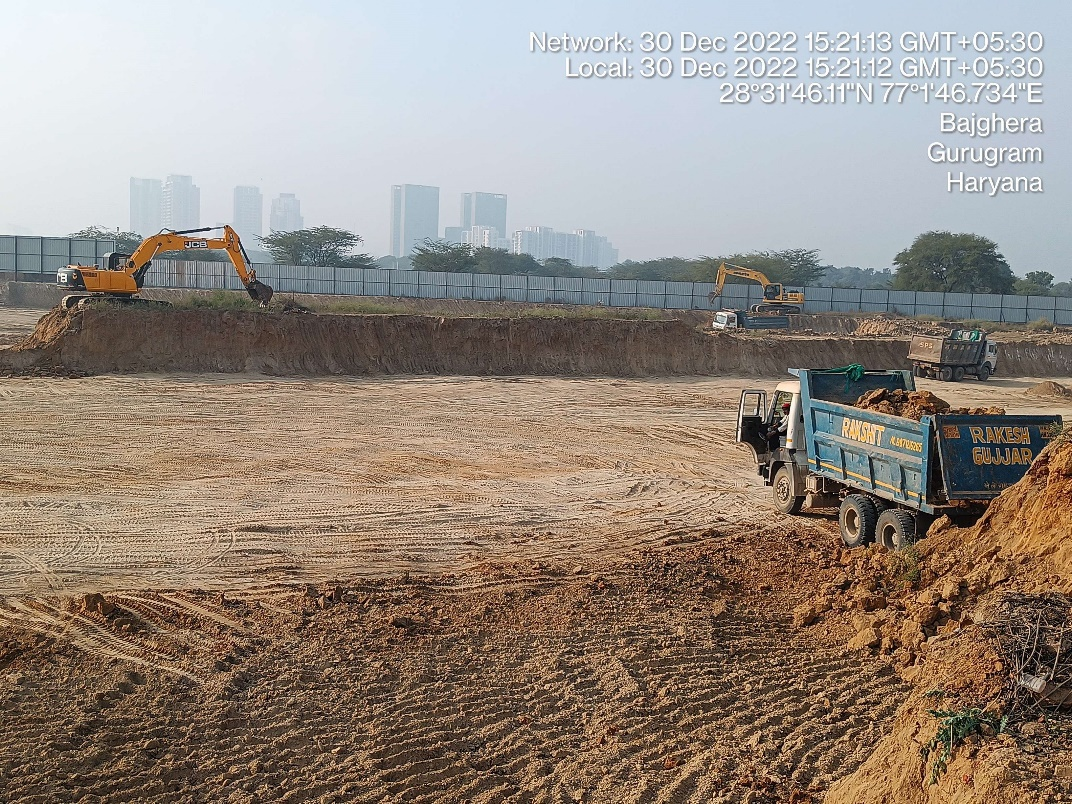 Network: 30 Dec 2022 15:21:13 GMT+05:30
Local: 30 Dec 2022 15:21:12 GMT+05:30
28°31'46.11"N 77°1'46.734"E
Bajghera
Gurugram
Haryana
JCB
RAKSHIT
RAKESH
GUJJAR